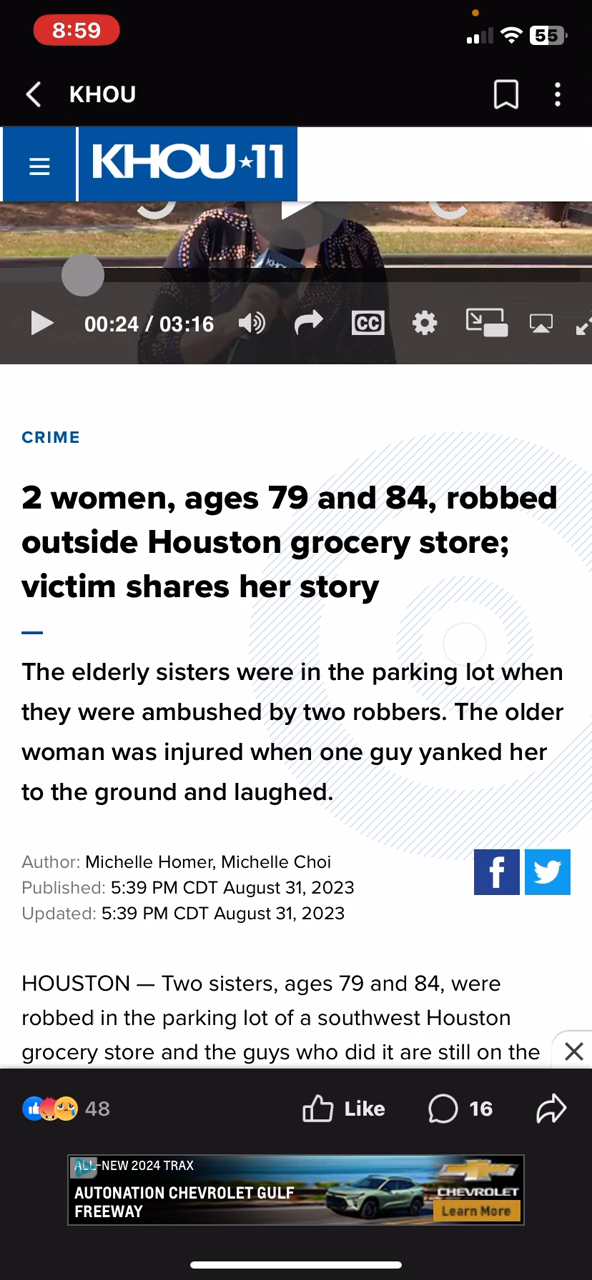 8:59
55
KHOU
KHOU★11
KHOU
00:24 / 03:16
CC
CRIME
2 women, ages 79 and 84, robbed
outside Houston grocery store;
victim shares her story
The elderly sisters were in the parking lot when
they were ambushed by two robbers. The older
woman was injured when one guy yanked her
to the ground and laughed.
Author: Michelle Homer, Michelle Choi
Published: 5:39 PM CDT August 31, 2023
Updated: 5:39 PM CDT August 31, 2023
HOUSTON — Two sisters, ages 79 and 84, were
robbed in the parking lot of a southwest Houston
grocery store and the guys who did it are still on the
48
Like
16
ALL-NEW 2024 TRAX
AUTONATION CHEVROLET GULF
FREEWAY
CHEVROLET
Learn More